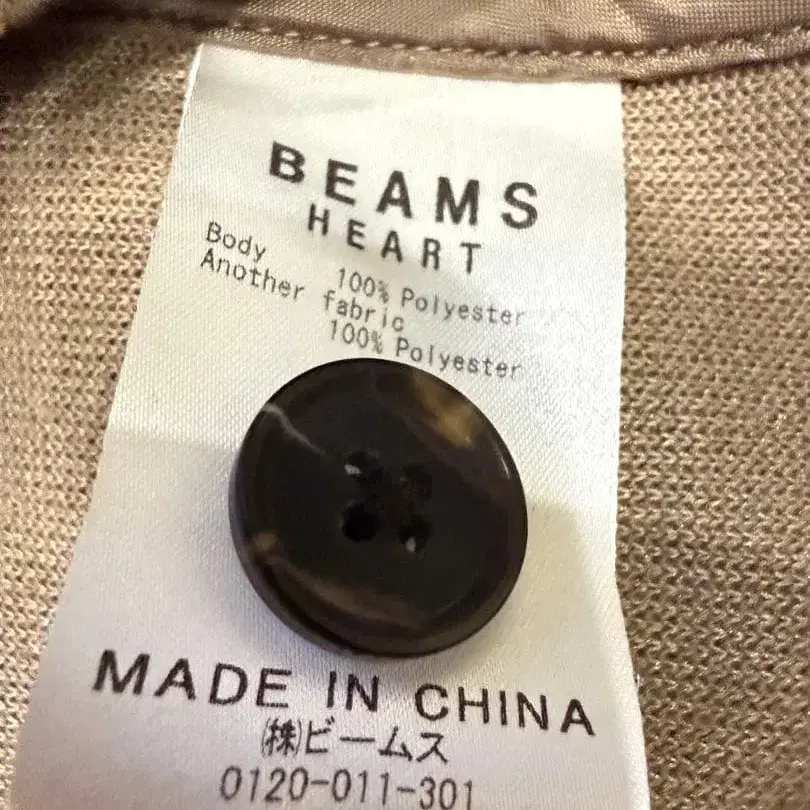 BEAMS
HEART
Body
100% Polyester
Another fabric
100% Polyester
MADE IN CHINA
㈱ビームス
0120-011-301